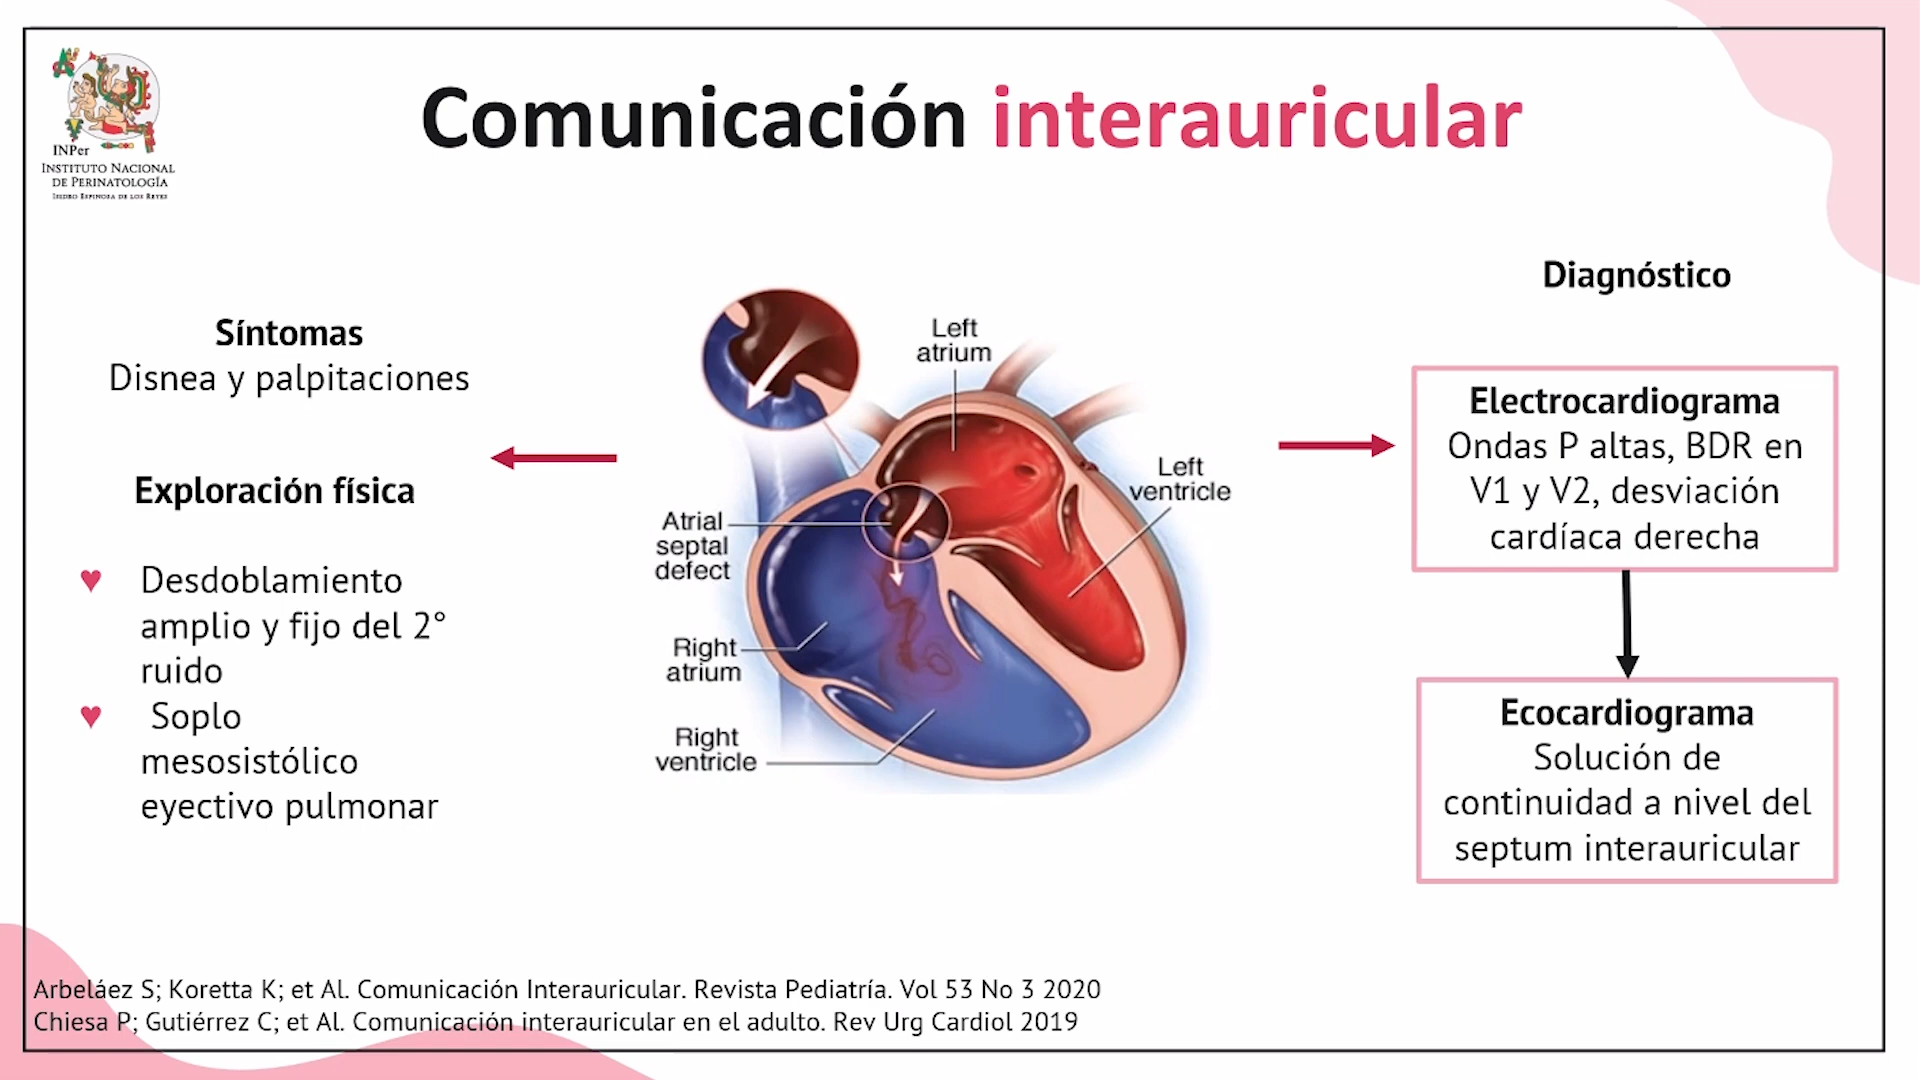 INPer
INSTITUTO NACIONAL
DE PERINATOLOGÍA
ISIDRO ESPINOSA DE LOS REYES
Comunicación interauricular
Síntomas
Disnea y palpitaciones
Exploración física
♥ Desdoblamiento
amplio y fijo del 2°
ruido
♥ Soplo
mesosistólico
eyectivo pulmonar
Left
atrium
Left
ventricle
Atrial
septal
defect
Right
atrium
Right
ventricle
Diagnóstico
Electrocardiograma
Ondas P altas, BDR en
V1 y V2, desviación
cardíaca derecha
Ecocardiograma
Solución de
continuidad a nivel del
septum interauricular
Arbeláez S; Koretta K; et Al. Comunicación Interauricular. Revista Pediatría. Vol 53 No 3 2020
Chiesa P; Gutiérrez C; et Al. Comunicación interauricular en el adulto. Rev Urg Cardiol 2019